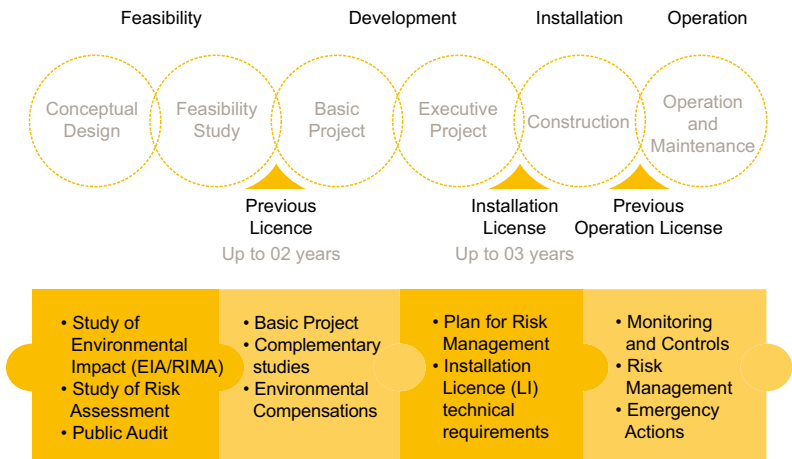 Feasibility
Development
Installation
Operation
Conceptual
Design
Feasibility
Study
Basic
Project
Executive
Project
Construction
Operation
and
Maintenance
Previous
Licence
Up to 02 years
Installation
License
Up to 03 years
Previous
Operation License
• Study of
Environmental
Impact (EIA/RIMA)
• Study of Risk
Assessment
• Public Audit
• Basic Project
• Complementary
studies
• Environmental
Compensations
• Plan for Risk
Management
• Installation
Licence (LI)
technical
requirements
• Monitoring
and Controls
• Risk
Management
• Emergency
Actions